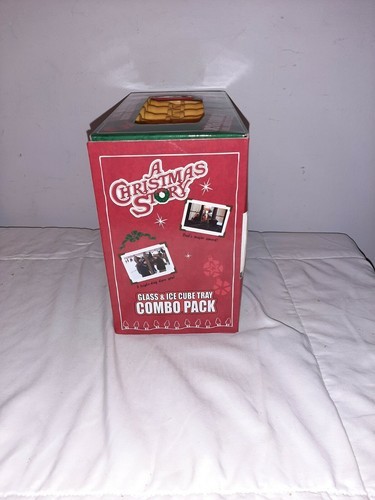 A
CHRISTMAS
STORY
GLASS & ICE CUBE TRAY
COMBO PACK